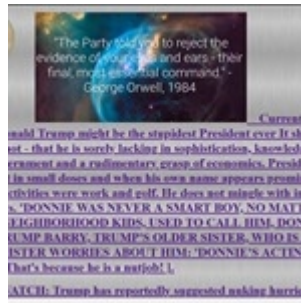 "The Party told you to reject the
evidence of your eyes and ears - their
final, most essential command." -
George Orwell, 1984
Current
nald Trump might be the stupidest President ever It s
ot - that he is sorely lacking in sophistication, knowled
ernment and a rudimentary grasp of economics. Presid
in small doses and when his own name appears promi
ctivities were work and golf. He does not mingle with
s. 'DONNIE WAS NEVER A SMART BOY, NO MATT
EIGHBORHOOD KIDS, USED TO CALL HIM, DON
RUMP BARRY, TRUMP'S OLDER SISTER, WHO IS
ISTER WORRIES ABOUT HIM: 'DONNIE'S ACTIN
That's because he is a nutjob! ].
ATCH: Trump has reportedly suggested nuking hurri